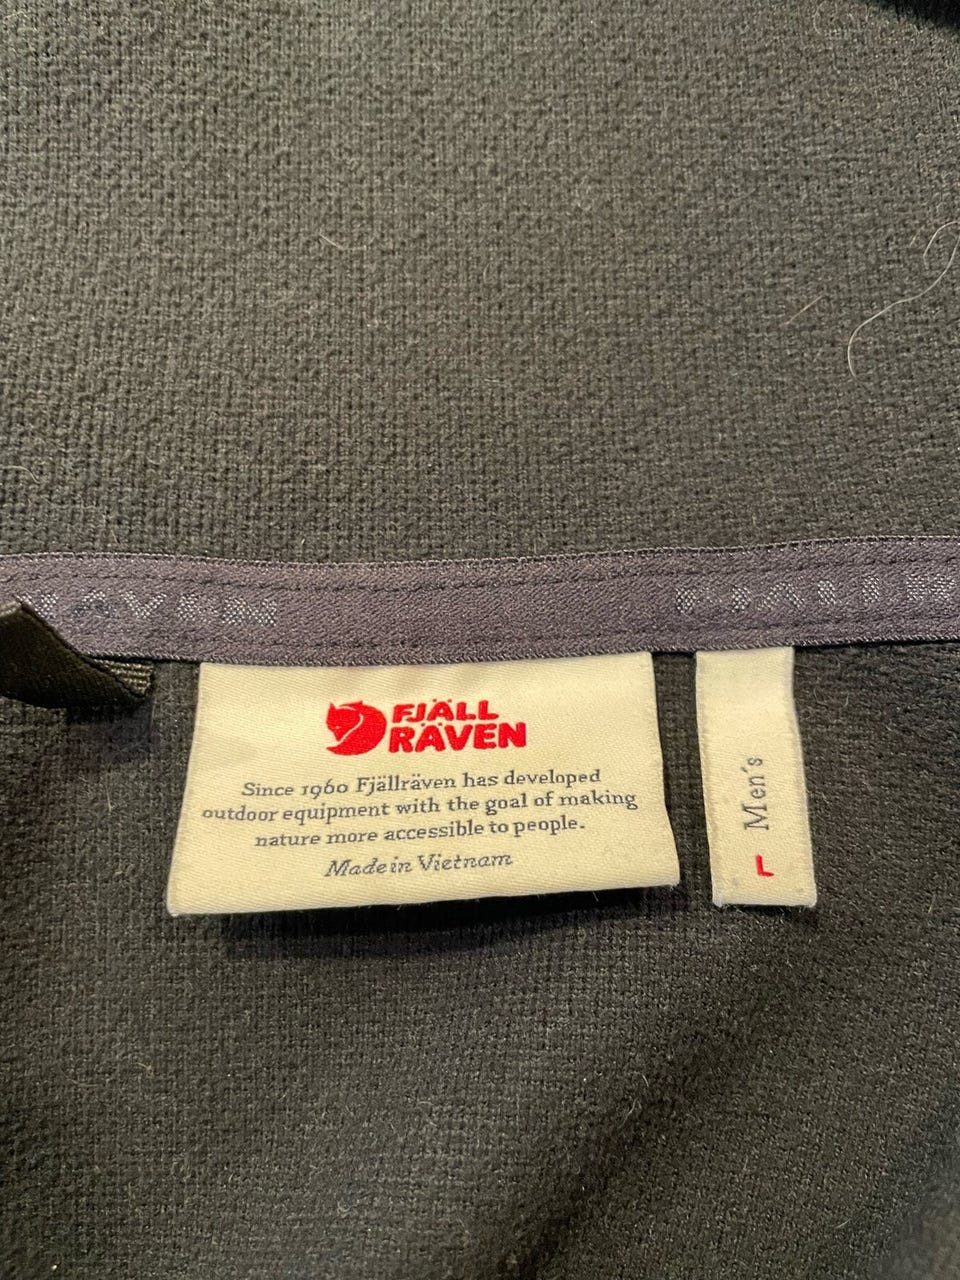 FJÄLL
RÄVEN
Since 1960 Fjällräven has developed
outdoor equipment with the goal of making
nature more accessible to people.
Made in Vietnam
Men´s
L